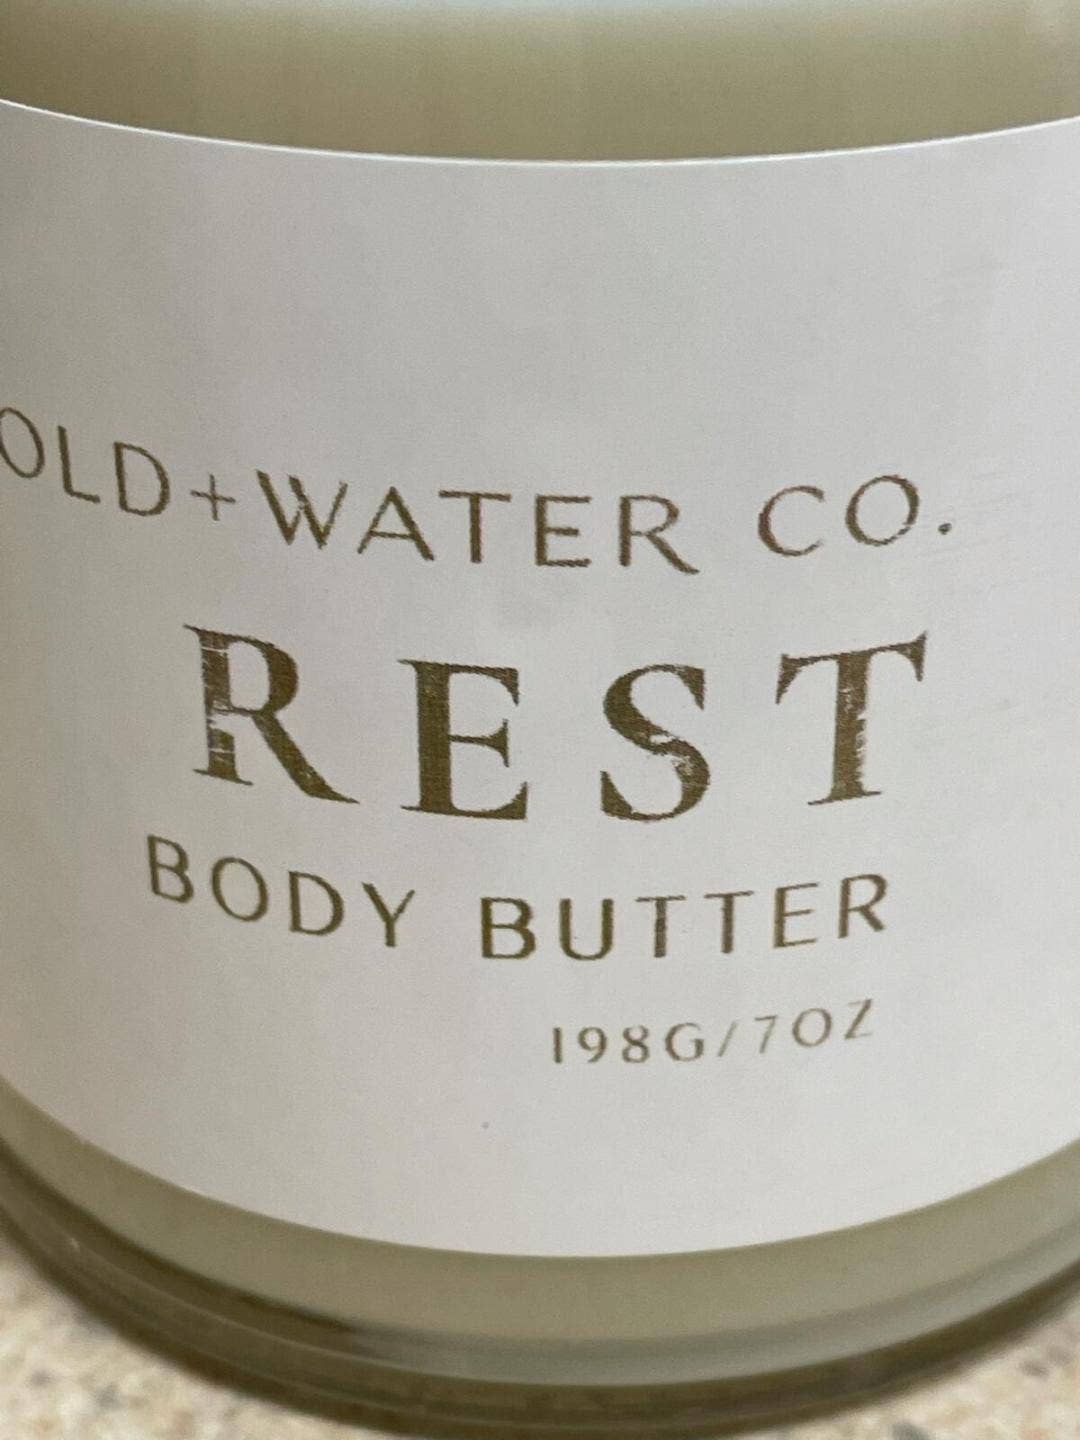 OLD+WATER CO.
REST
BODY BUTTER
198G/7OZ